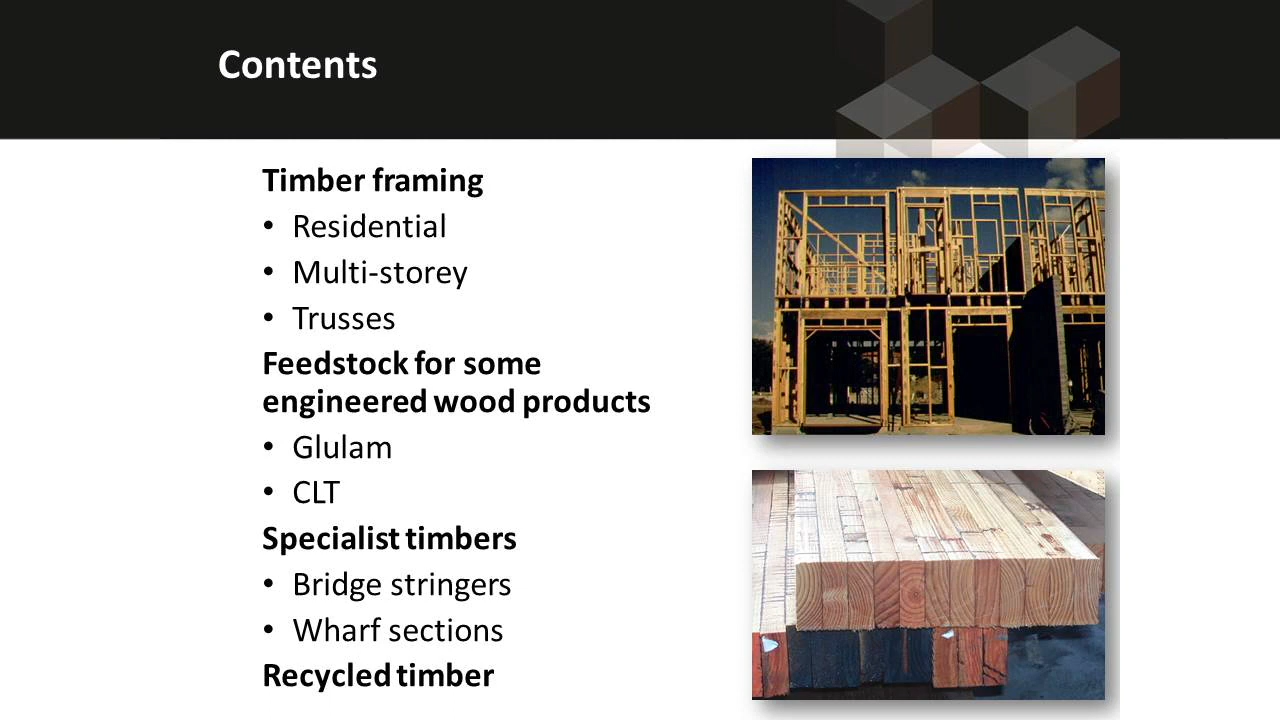 Contents
Timber framing
• Residential
• Multi-storey
• Trusses
Feedstock for some
engineered wood products
• Glulam
• CLT
Specialist timbers
• Bridge stringers
• Wharf sections
Recycled timber